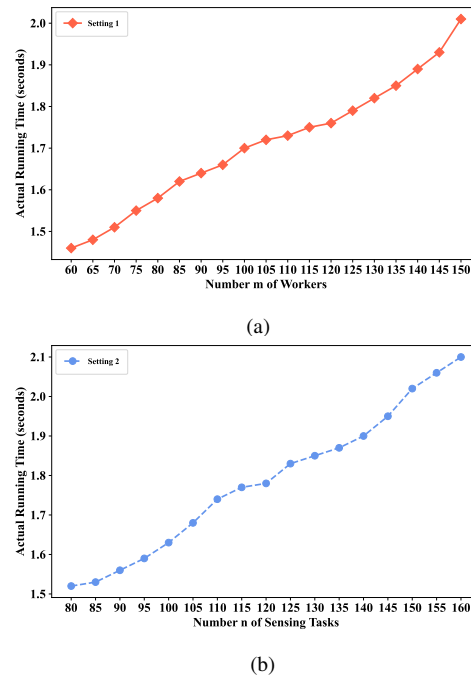 Setting 1
Actual Running Time (seconds)
2.0
1.9
1.8
1.7
1.6
1.5
60 65 70 75 80 85 90 95 100 105 110 115 120 125 130 135 140 145 150
Number m of Workers
(a)
Setting 2
Actual Running Time (seconds)
2.1
2.0
1.9
1.8
1.7
1.6
1.5
80 85 90 95 100 105 110 115 120 125 130 135 140 145 150 155 160
Number n of Sensing Tasks
(b)